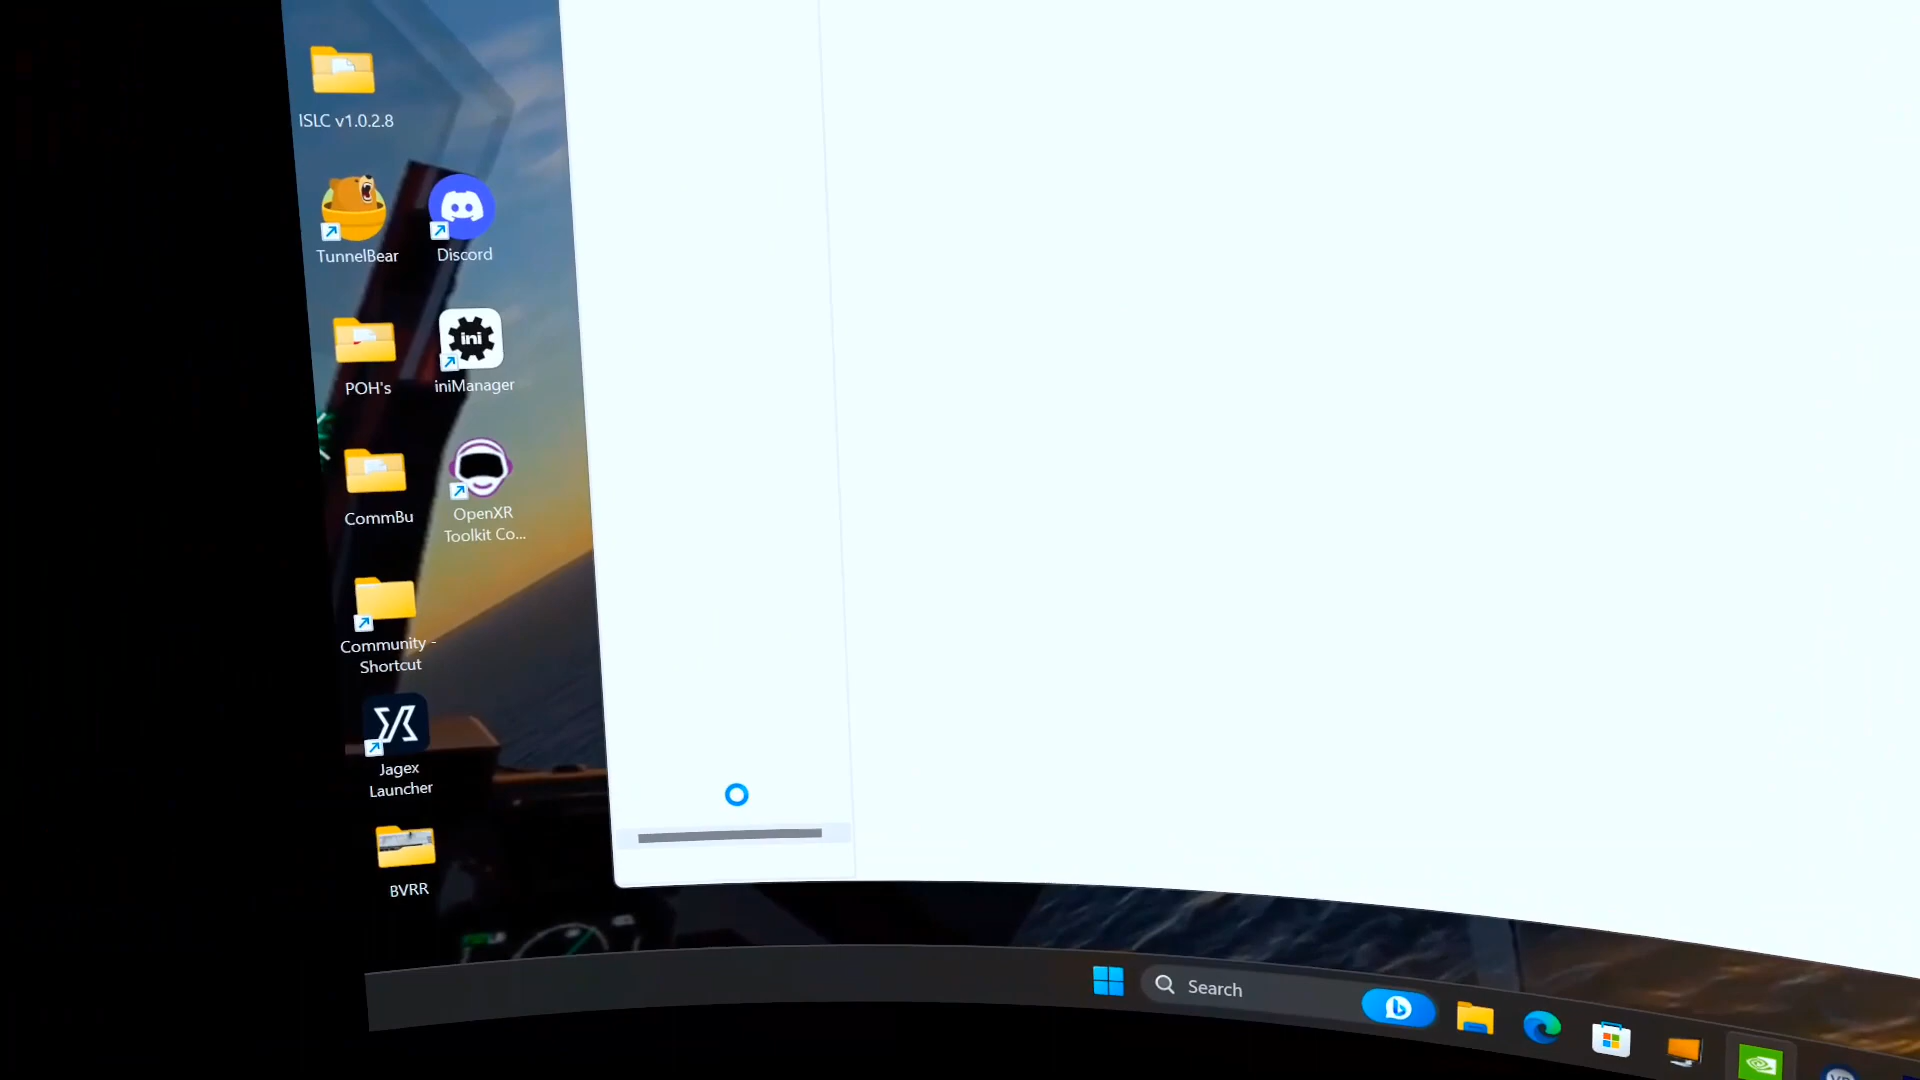 ISLC v1.0.2.8
TunnelBear
Discord
POH's
ini
iniManager
CommBu
OpenXR
Toolkit Co...
Community -
Shortcut
Jagex
Launcher
BVRR
Search